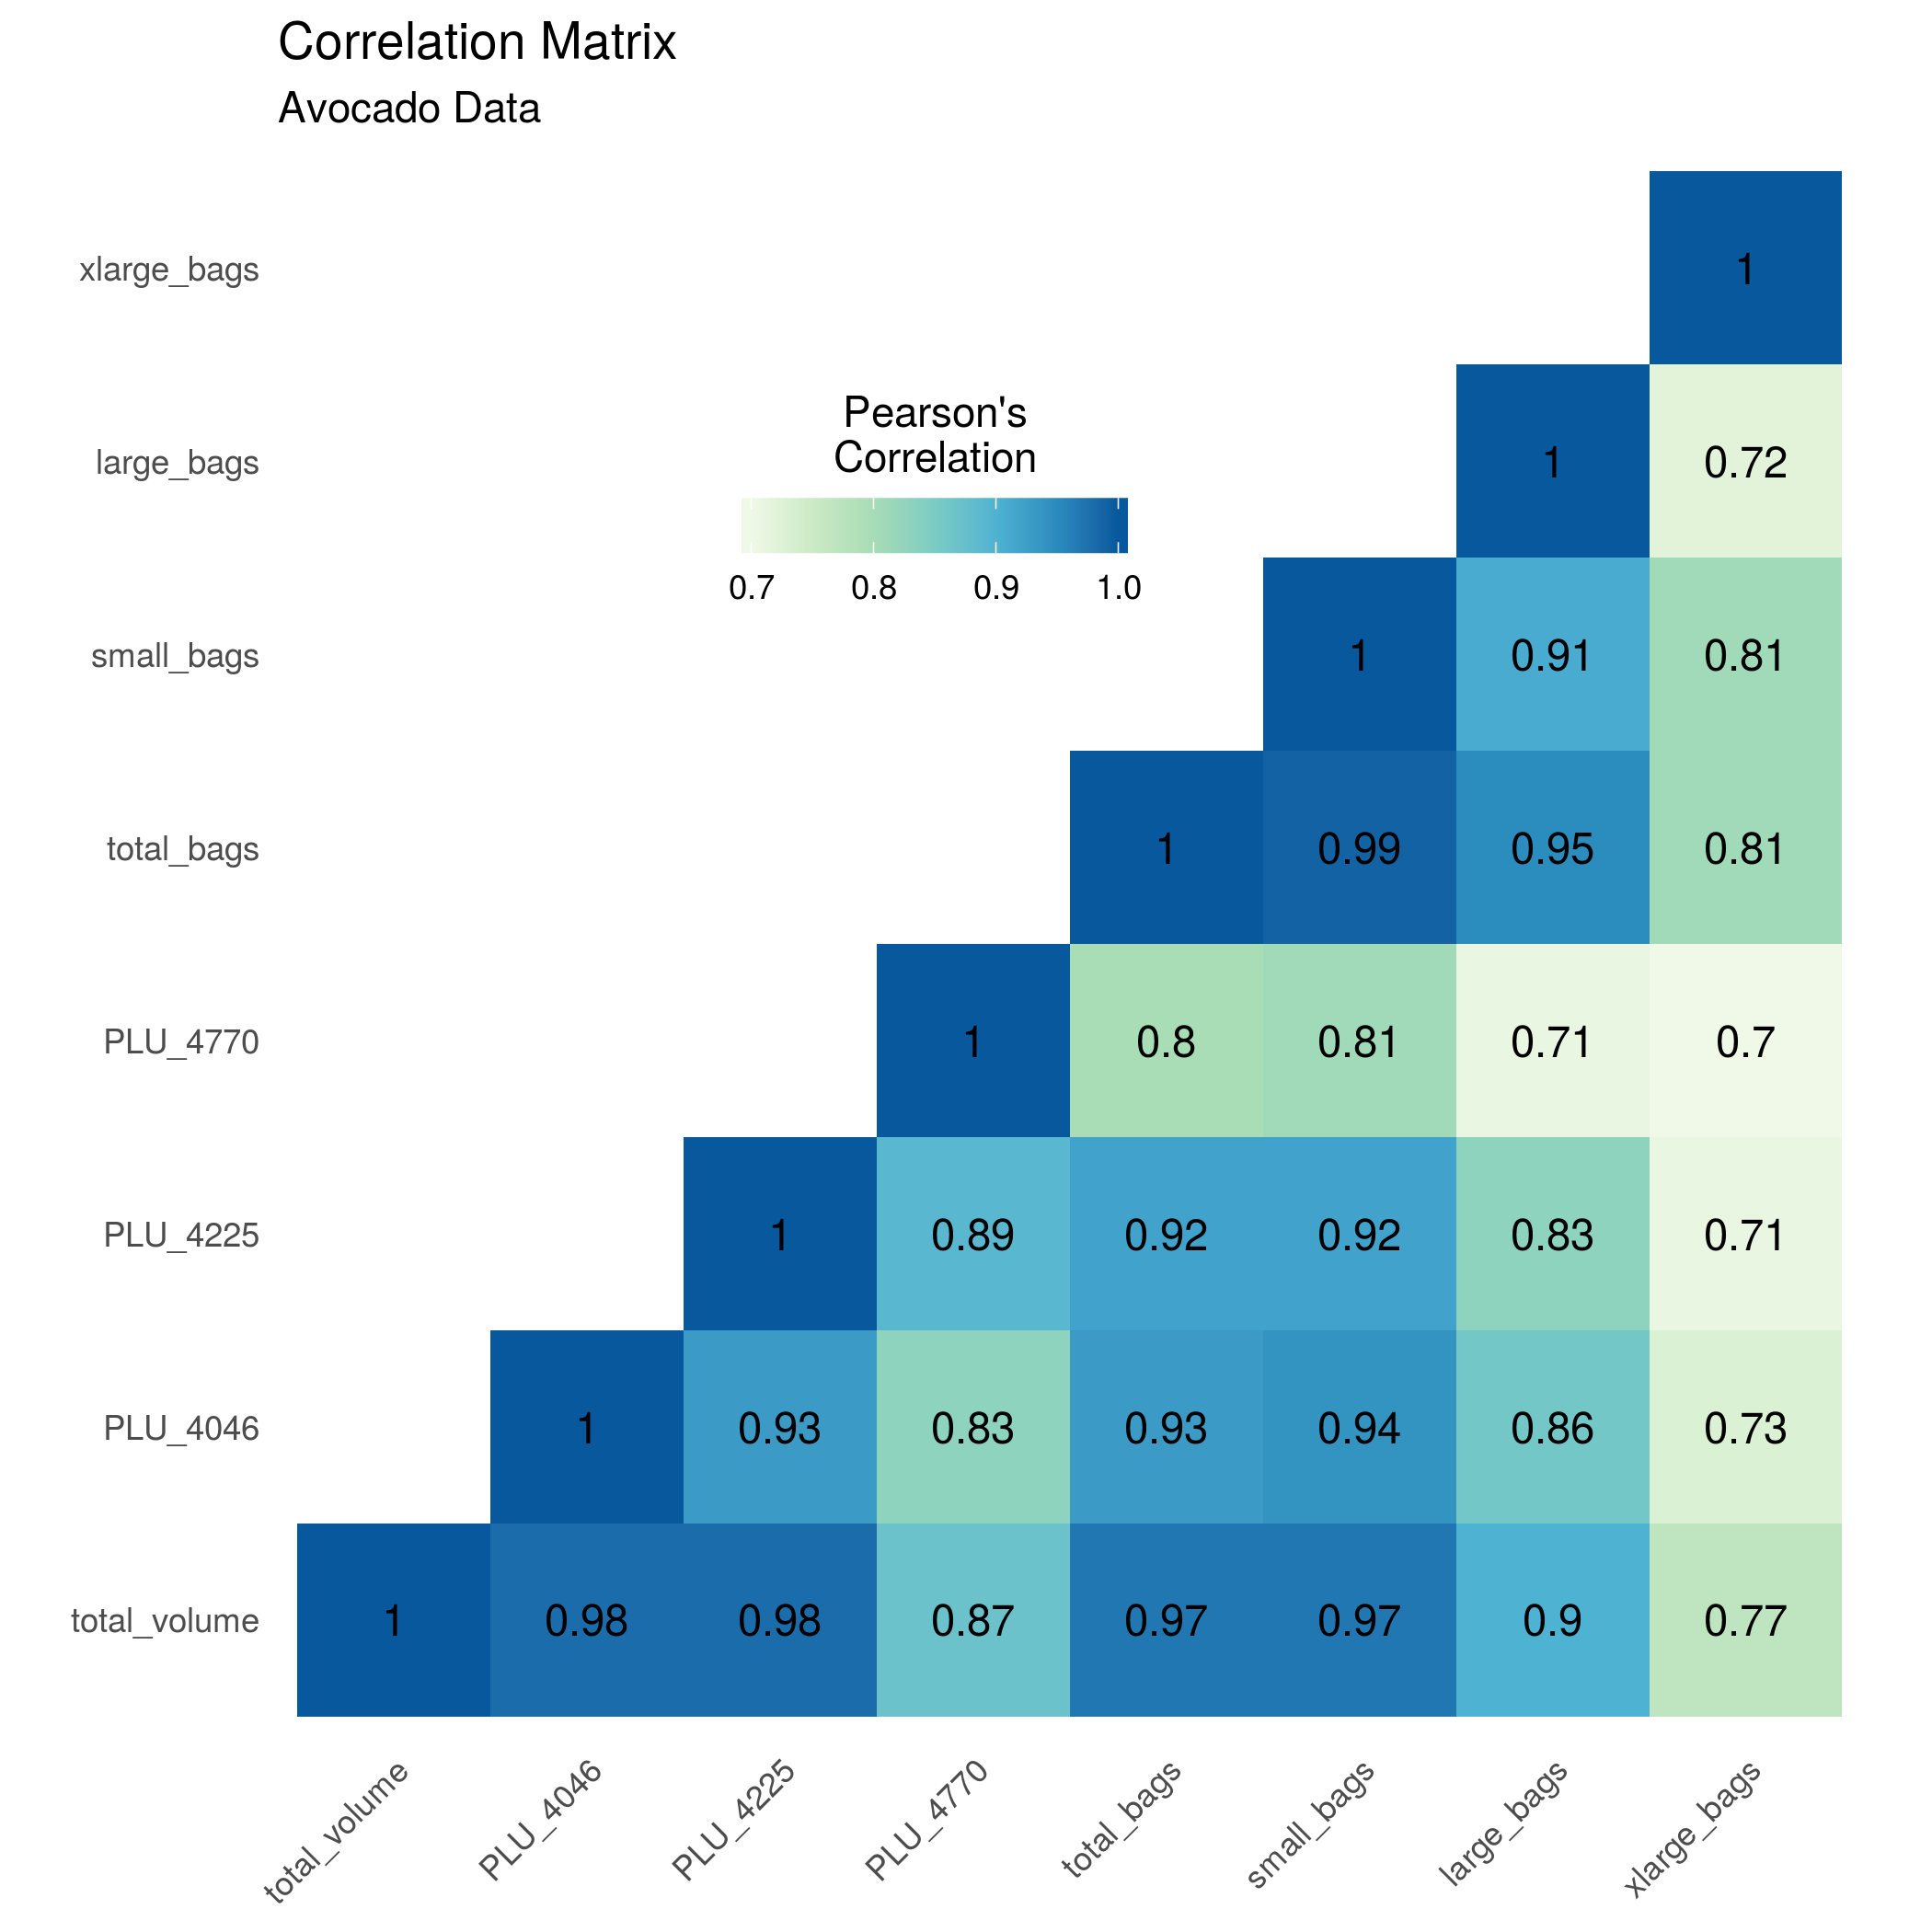 Correlation Matrix
Avocado Data
xlarge_bags 1
large_bags 1 0.72
Pearson's
Correlation
0.7 0.8 0.9 1.0
small_bags 1 0.91 0.81
total_bags 1 0.99 0.95 0.81
PLU_4770 1 0.8 0.81 0.71 0.7
PLU_4225 1 0.89 0.92 0.92 0.83 0.71
PLU_4046 1 0.93 0.83 0.93 0.94 0.86 0.73
total_volume 1 0.98 0.98 0.87 0.97 0.97 0.9 0.77
total_volume PLU_4046 PLU_4225 PLU_4770 total_bags small_bags large_bags xlarge_bags